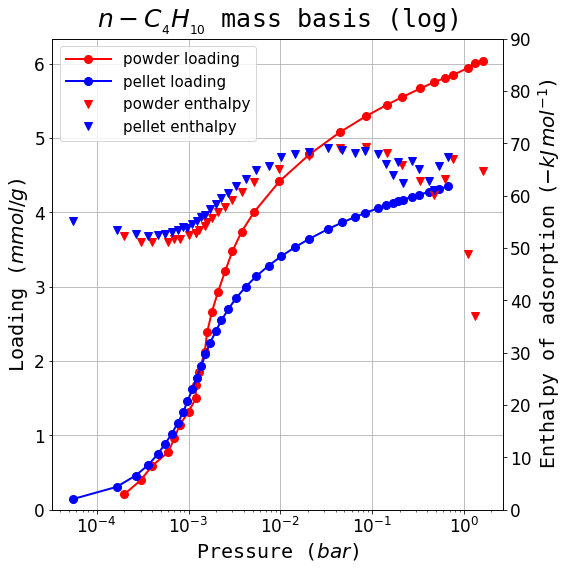 n − C₄H₁₀ mass basis (log)
powder loading
pellet loading
powder enthalpy
pellet enthalpy
Loading (mmol/g)
0
1
2
3
4
5
6
Enthalpy of adsorption (−kJ mol⁻¹)
0
10
20
30
40
50
60
70
80
90
10⁻⁴ 10⁻³ 10⁻² 10⁻¹ 10⁰
Pressure (bar)